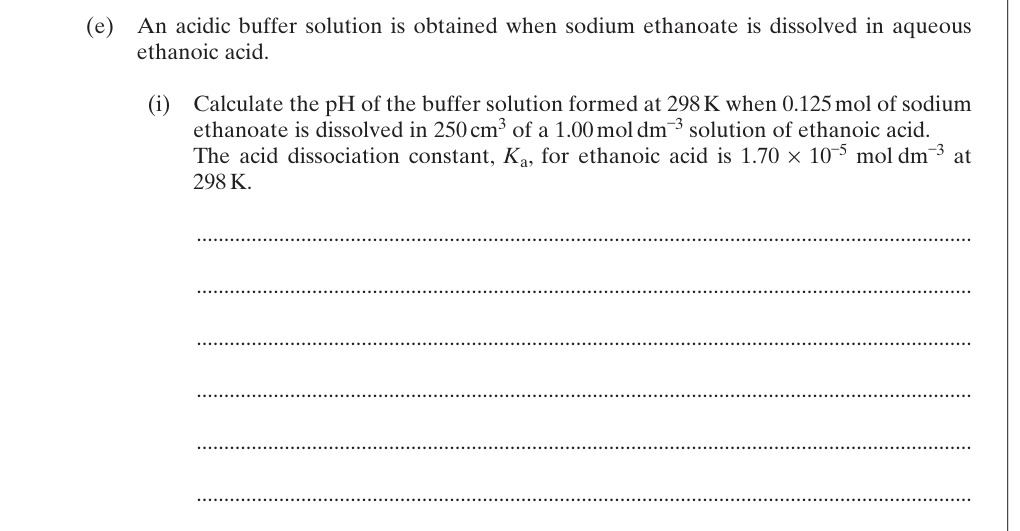 (e) An acidic buffer solution is obtained when sodium ethanoate is dissolved in aqueous
ethanoic acid.
(i) Calculate the pH of the buffer solution formed at 298 K when 0.125 mol of sodium
ethanoate is dissolved in 250 cm³ of a 1.00 mol dm⁻³ solution of ethanoic acid.
The acid dissociation constant, Kₐ, for ethanoic acid is 1.70 × 10⁻⁵ mol dm⁻³ at
298 K.